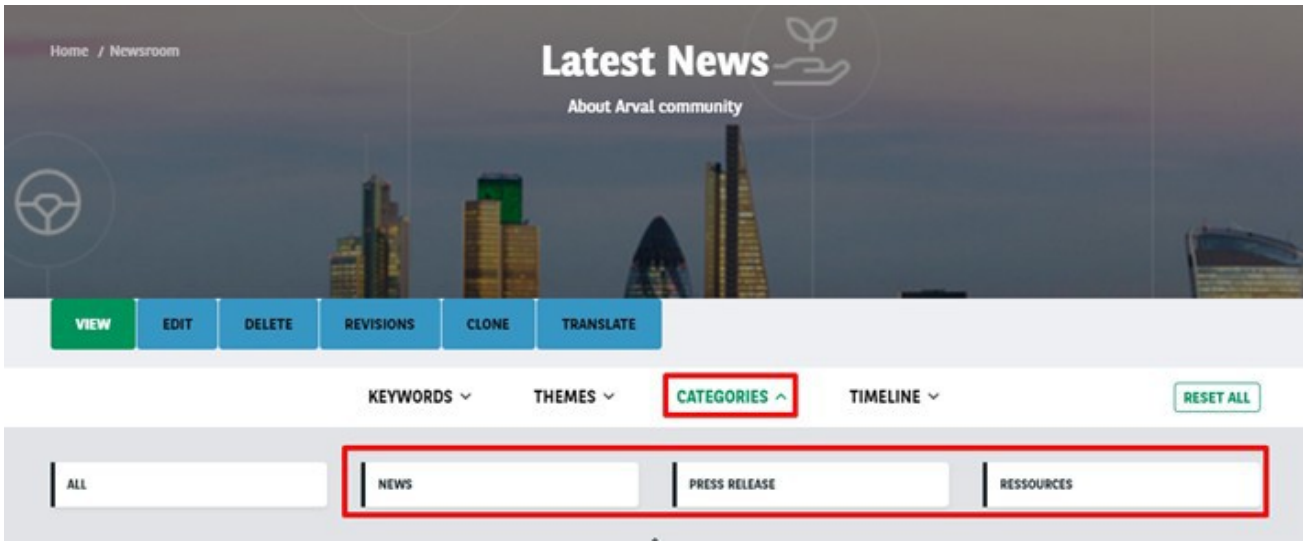 Home / Newsroom
Latest News
About Arval community
VIEW EDIT DELETE REVISIONS CLONE TRANSLATE
KEYWORDS THEMES CATEGORIES TIMELINE RESET ALL
ALL NEWS PRESS RELEASE RESSOURCES